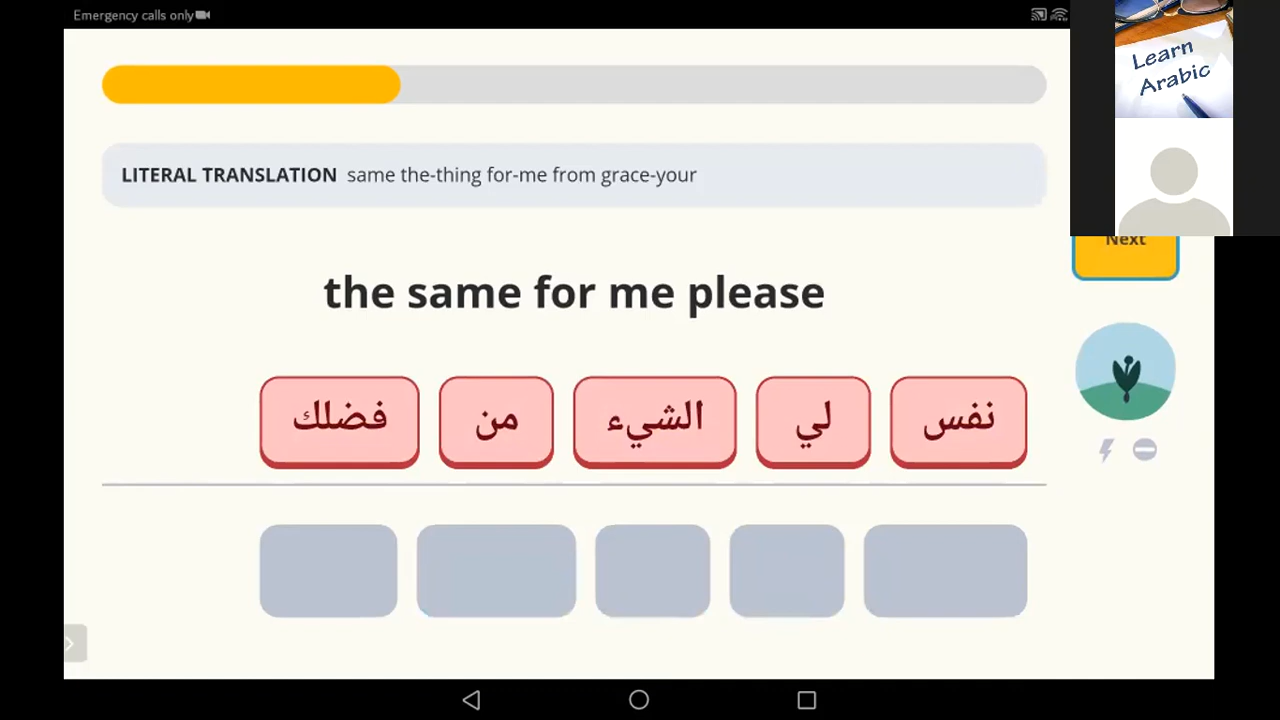 Emergency calls only
Learn
Arabic
LITERAL TRANSLATION same the-thing for-me from grace-your
Next
the same for me please
نفس لي الشيء من فضلك